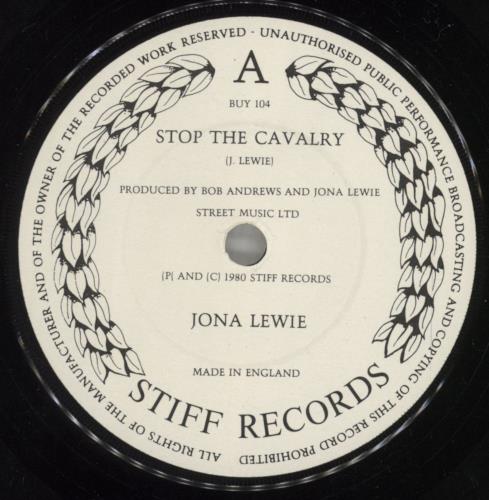 ALL RIGHTS OF THE MANUFACTURER AND OF THE OWNER OF THE RECORDED WORK RESERVED - UNAUTHORISED PUBLIC PERFORMANCE BROADCASTING AND COPYING OF THIS RECORD PROHIBITED
A
BUY 104
STOP THE CAVALRY
(J. LEWIE)
PRODUCED BY BOB ANDREWS AND JONA LEWIE
STREET MUSIC LTD
(P( AND (C) 1980 STIFF RECORDS
JONA LEWIE
MADE IN ENGLAND
STIFF RECORDS